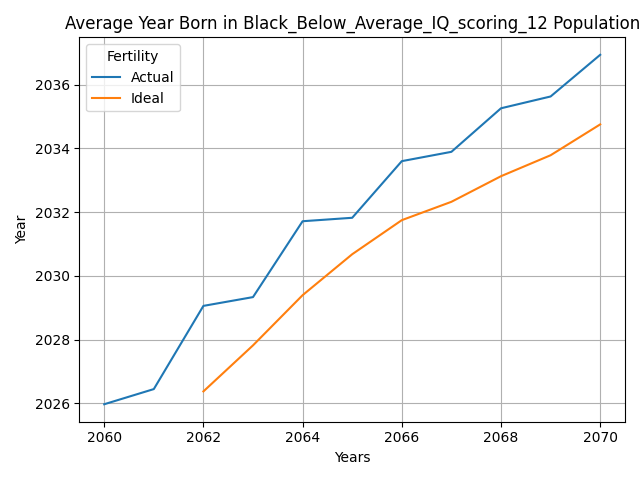 Average Year Born in Black_Below_Average_IQ_scoring_12 Population
Fertility
Actual
Ideal
2036
2034
2032
2030
2028
2026
Year
2060 2062 2064 2066 2068 2070
Years